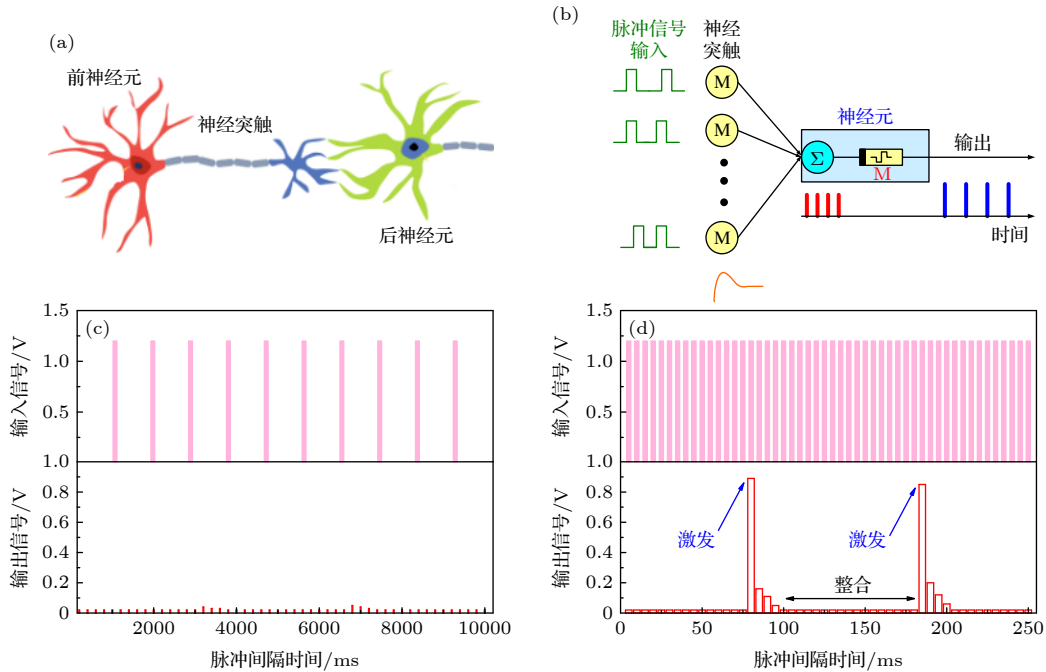 (a)
前神经元
神经突触
后神经元
(b)
脉冲信号
输入
神经
突触
M
M
M
神经元
Σ
M
输出
时间
(c)
1.5
1.0
0.5
1.0
输入信号/V
0.8
0.6
0.4
0.2
0
输出信号/V
2000 4000 6000 8000 10000
脉冲间隔时间/ms
(d)
1.5
1.0
0.5
1.0
输入信号/V
激发
激发
整合
0.8
0.6
0.4
0.2
0
输出信号/V
0 50 100 150 200 250
脉冲间隔时间/ms